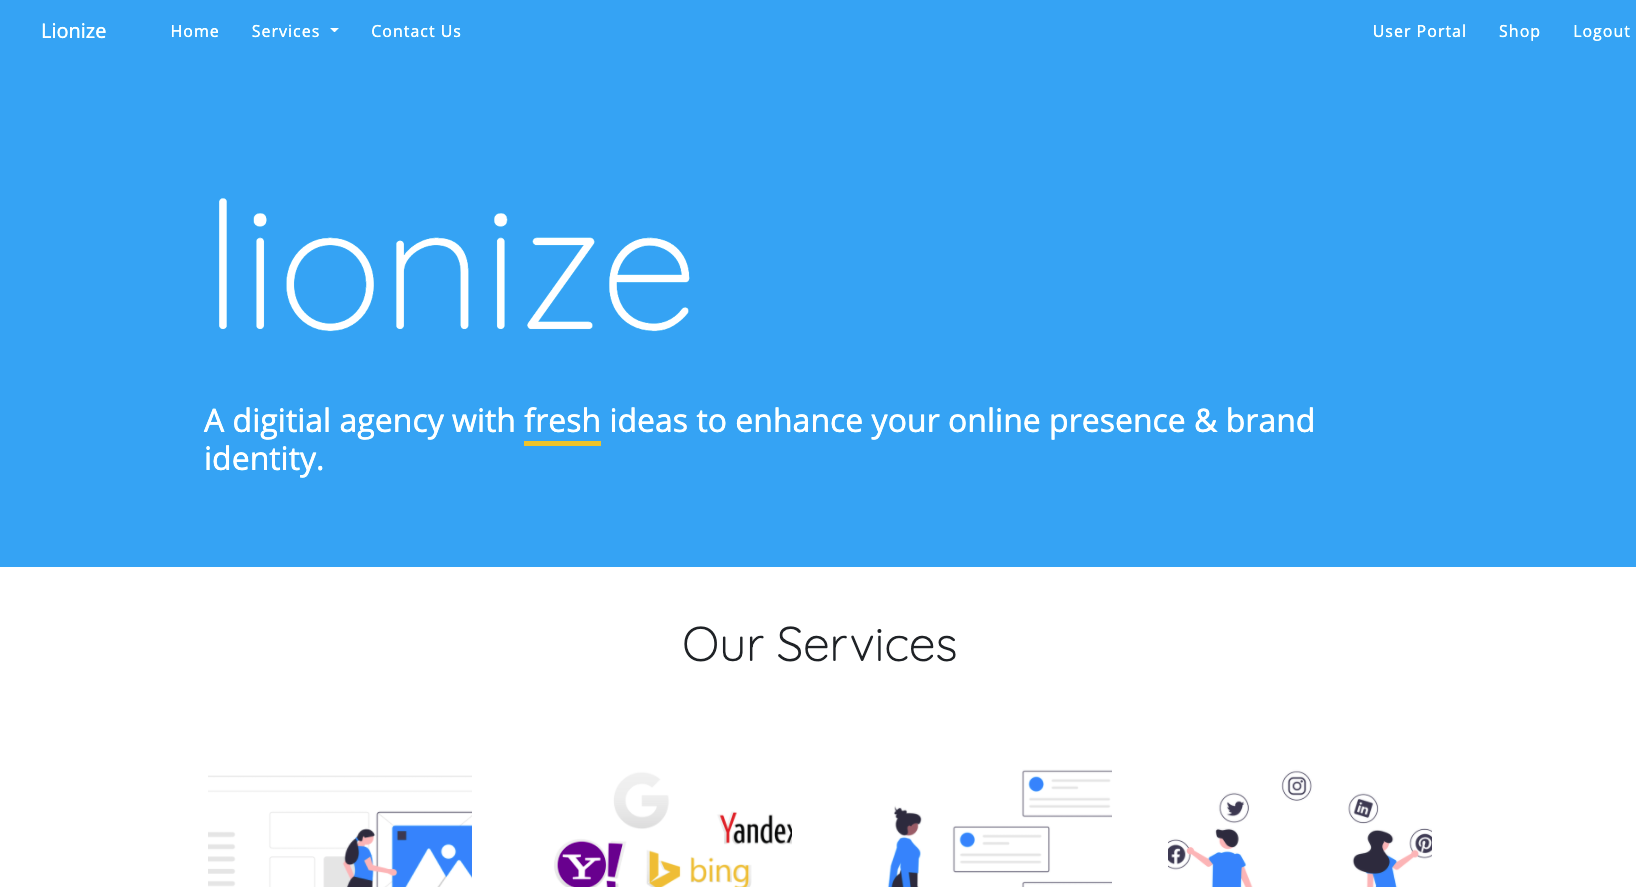 Lionize Home Services Contact Us User Portal Shop Logout
lionize
A digitial agency with fresh ideas to enhance your online presence & brand
identity.
Our Services
G
Yandex
Y! bing
in